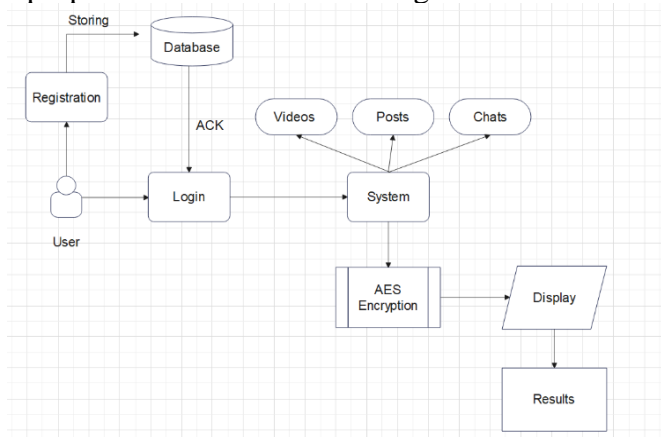 Storing
Database
Registration
ACK
Videos
Posts
Chats
Login
System
User
AES
Encryption
Display
Results